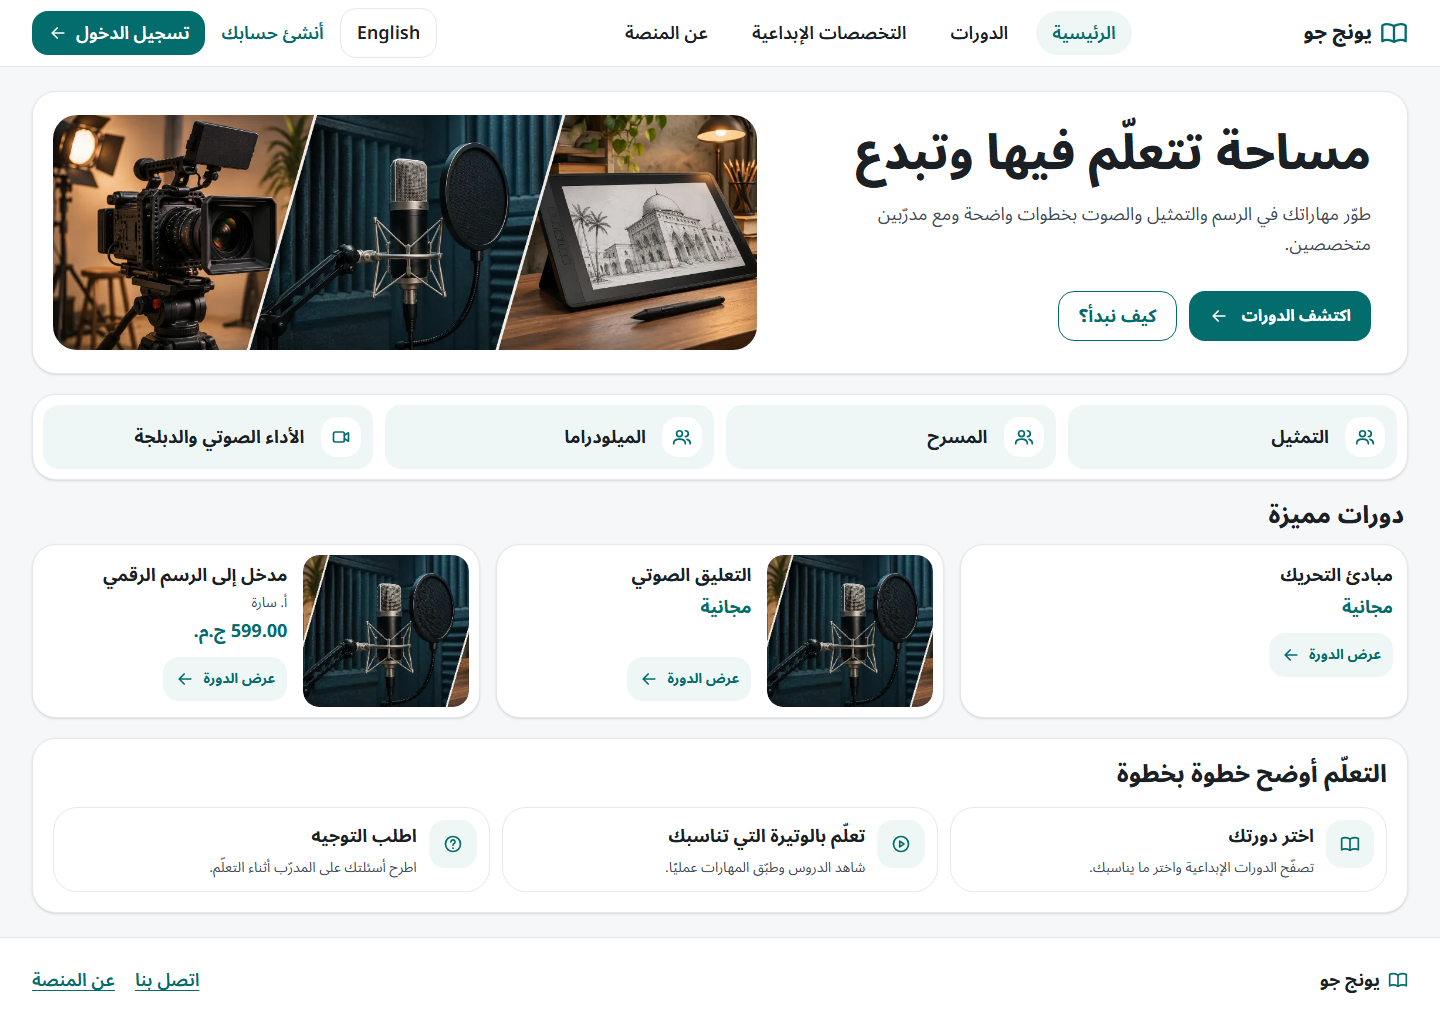 يونج جو
الرئيسية
الدورات
التخصصات الإبداعية
عن المنصة
English
أنشئ حسابك
تسجيل الدخول ←
مساحة تتعلّم فيها وتبدع
طوّر مهاراتك في الرسم والتمثيل والصوت بخطوات واضحة ومع مدرّبين
متخصصين.
اكتشف الدورات ←
كيف نبدأ؟
التمثيل
المسرح
الميلودراما
الأداء الصوتي والدبلجة
دورات مميزة
مبادئ التحريك
مجانية
عرض الدورة ←
التعليق الصوتي
مجانية
عرض الدورة ←
مدخل إلى الرسم الرقمي
أ. سارة
599.00 ج.م.
عرض الدورة ←
التعلّم أوضح خطوة بخطوة
اختر دورتك
تصفّح الدورات الإبداعية واختر ما يناسبك.
تعلّم بالوتيرة التي تناسبك
شاهد الدروس وطبّق المهارات عمليًا.
اطلب التوجيه
اطرح أسئلتك على المدرّب أثناء التعلّم.
يونج جو
اتصل بنا
عن المنصة